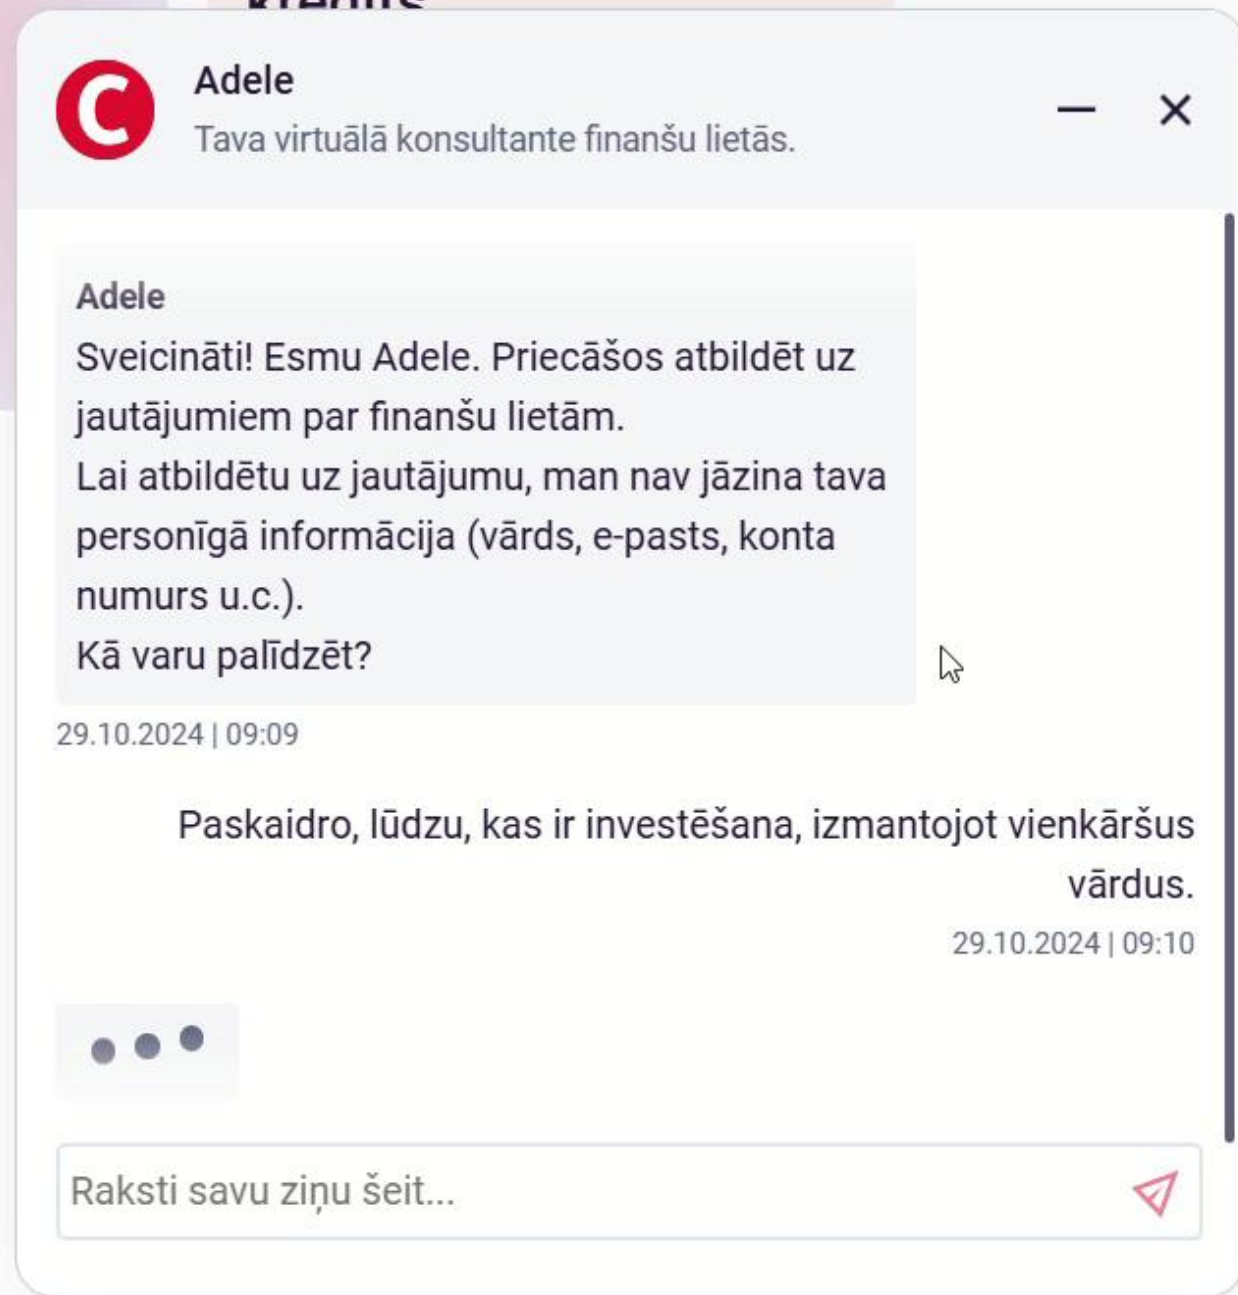 kredīts
Adele
Tava virtuālā konsultante finanšu lietās.
Adele
Sveicināti! Esmu Adele. Priecāšos atbildēt uz
jautājumiem par finanšu lietām.
Lai atbildētu uz jautājumu, man nav jāzina tava
personīgā informācija (vārds, e-pasts, konta
numurs u.c.).
Kā varu palīdzēt?
29.10.2024 | 09:09
Paskaidro, lūdzu, kas ir investēšana, izmantojot vienkāršus
vārdus.
29.10.2024 | 09:10
Raksti savu ziņu šeit...